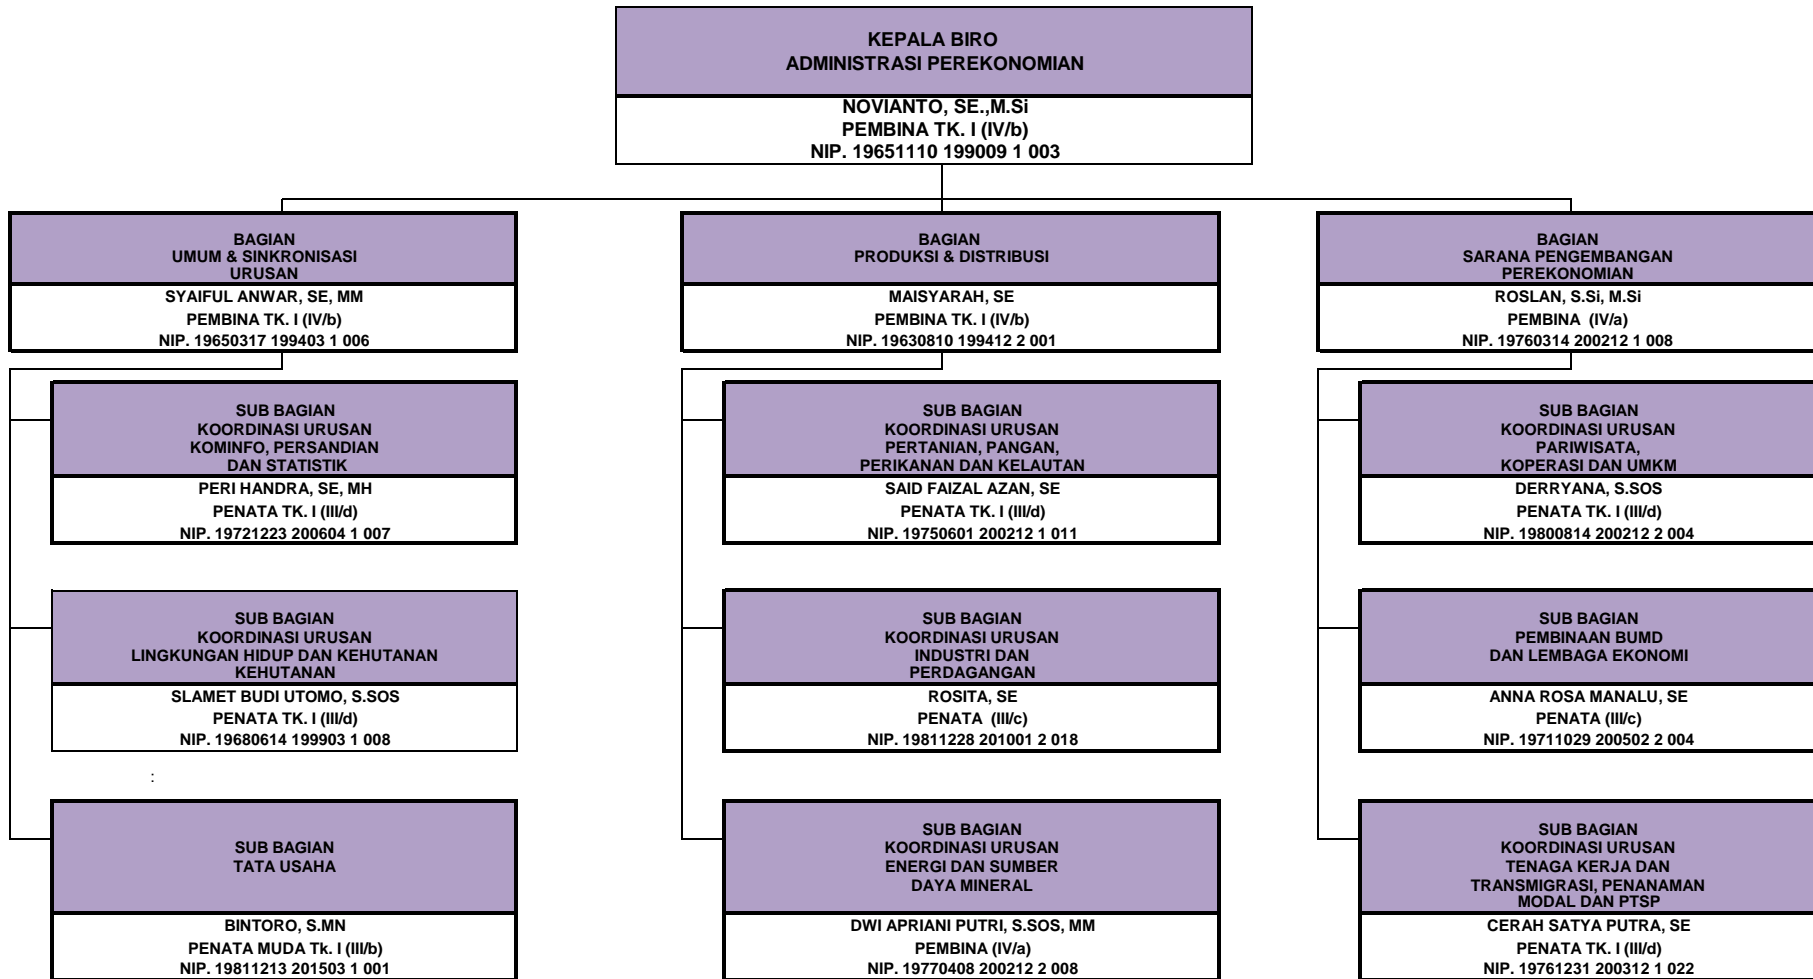 KEPALA BIRO
ADMINISTRASI PEREKONOMIAN
NOVIANTO, SE.,M.Si
PEMBINA TK. I (IV/b)
NIP. 19651110 199009 1 003
BAGIAN
UMUM & SINKRONISASI
URUSAN
SYAIFUL ANWAR, SE, MM
PEMBINA TK. I (IV/b)
NIP. 19650317 199403 1 006
SUB BAGIAN
KOORDINASI URUSAN
KOMINFO, PERSANDIAN
DAN STATISTIK
PERI HANDRA, SE, MH
PENATA TK. I (III/d)
NIP. 19721223 200604 1 007
SUB BAGIAN
KOORDINASI URUSAN
LINGKUNGAN HIDUP DAN KEHUTANAN
KEHUTANAN
SLAMET BUDI UTOMO, S.SOS
PENATA TK. I (III/d)
NIP. 19680614 199903 1 008
:
SUB BAGIAN
TATA USAHA
BINTORO, S.MN
PENATA MUDA Tk. I (III/b)
NIP. 19811213 201503 1 001
BAGIAN
PRODUKSI & DISTRIBUSI
MAISYARAH, SE
PEMBINA TK. I (IV/b)
NIP. 19630810 199412 2 001
SUB BAGIAN
KOORDINASI URUSAN
PERTANIAN, PANGAN,
PERIKANAN DAN KELAUTAN
SAID FAIZAL AZAN, SE
PENATA TK. I (III/d)
NIP. 19750601 200212 1 011
SUB BAGIAN
KOORDINASI URUSAN
INDUSTRI DAN
PERDAGANGAN
ROSITA, SE
PENATA (III/c)
NIP. 19811228 201001 2 018
SUB BAGIAN
KOORDINASI URUSAN
ENERGI DAN SUMBER
DAYA MINERAL
DWI APRIANI PUTRI, S.SOS, MM
PEMBINA (IV/a)
NIP. 19770408 200212 2 008
BAGIAN
SARANA PENGEMBANGAN
PEREKONOMIAN
ROSLAN, S.Si, M.Si
PEMBINA (IV/a)
NIP. 19760314 200212 1 008
SUB BAGIAN
KOORDINASI URUSAN
PARIWISATA,
KOPERASI DAN UMKM
DERRYANA, S.SOS
PENATA TK. I (III/d)
NIP. 19800814 200212 2 004
SUB BAGIAN
PEMBINAAN BUMD
DAN LEMBAGA EKONOMI
ANNA ROSA MANALU, SE
PENATA (III/c)
NIP. 19711029 200502 2 004
SUB BAGIAN
KOORDINASI URUSAN
TENAGA KERJA DAN
TRANSMIGRASI, PENANAMAN
MODAL DAN PTSP
CERAH SATYA PUTRA, SE
PENATA TK. I (III/d)
NIP. 19761231 200312 1 022